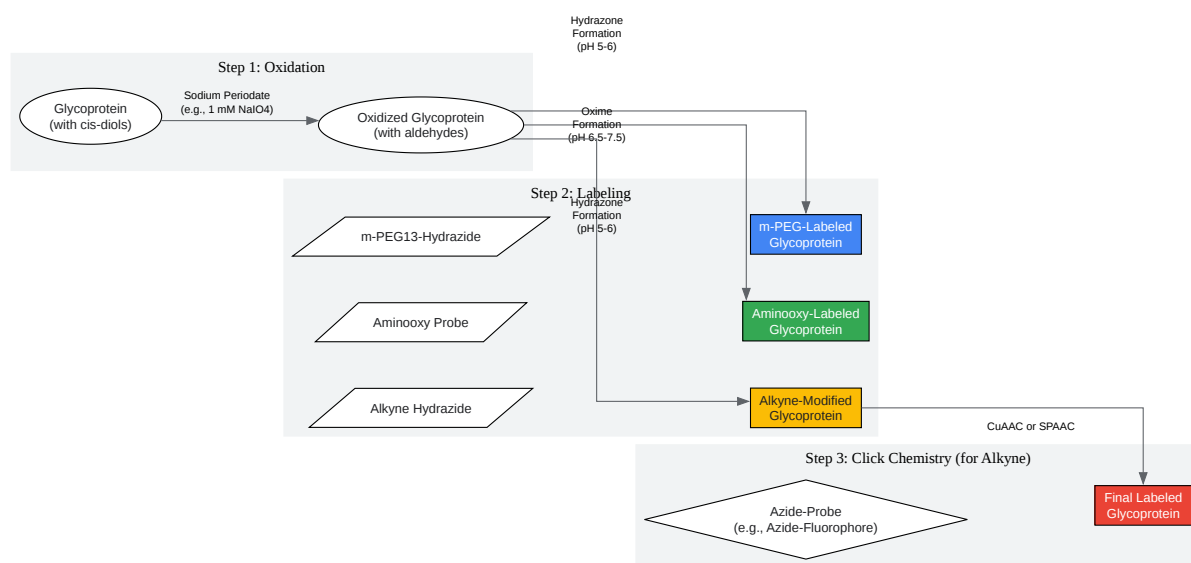 Hydrazone
Formation
(pH 5-6)
Step 1: Oxidation
Sodium Periodate
(e.g., 1 mM NaIO4)
Glycoprotein
(with cis-diols)
Oxidized Glycoprotein
(with aldehydes)
Oxime
Formation
(pH 6.5-7.5)
Step 2: Labeling
Hydrazone
Formation
(pH 5-6)
m-PEG13-Hydrazide
m-PEG-Labeled
Glycoprotein
Aminooxy Probe
Aminooxy-Labeled
Glycoprotein
Alkyne Hydrazide
Alkyne-Modified
Glycoprotein
CuAAC or SPAAC
Step 3: Click Chemistry (for Alkyne)
Azide-Probe
(e.g., Azide-Fluorophore)
Final Labeled
Glycoprotein